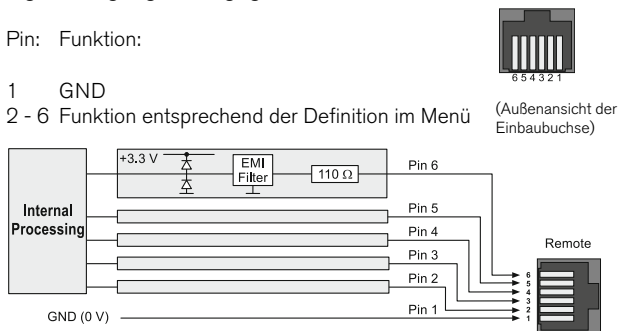 Pin: Funktion:
1 GND
2 - 6 Funktion entsprechend der Definition im Menü
6 5 4 3 2 1
(Außenansicht der
Einbaubuchse)
+3.3 V
EMI
Filter
110 Ω
Internal
Processing
Pin 6
Pin 5
Pin 4
Pin 3
Pin 2
Pin 1
GND (0 V)
Remote
6
5
4
3
2
1